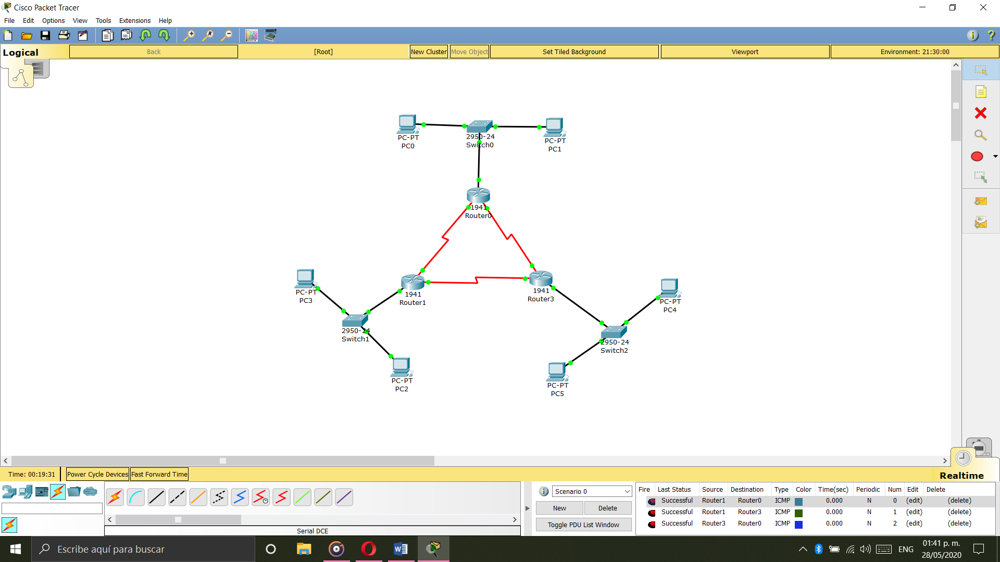 Cisco Packet Tracer
File Edit Options View Tools Extensions Help
Logical Back [Root] New Cluster Move Object Set Tiled Background Viewport Environment: 21:30:00
PC-PT
PC0
2950-24
Switch0
PC-PT
PC1
1941
Router0
PC-PT
PC3
1941
Router1
1941
Router3
PC-PT
PC4
2950-24
Switch1
2950-24
Switch2
PC-PT
PC2
PC-PT
PC5
Time: 00:19:31 Power Cycle Devices Fast Forward Time
Realtime
Serial DCE
Scenario 0
New Delete
Toggle PDU List Window
Fire Last Status Source Destination Type Color Time(sec) Periodic Num Edit Delete
Successful Router1 Router0 ICMP 0.000 N 0 (edit) (delete)
Successful Router1 Router3 ICMP 0.000 N 1 (edit) (delete)
Successful Router3 Router0 ICMP 0.000 N 2 (edit) (delete)
Escribe aquí para buscar
ENG
01:41 p. m.
28/05/2020